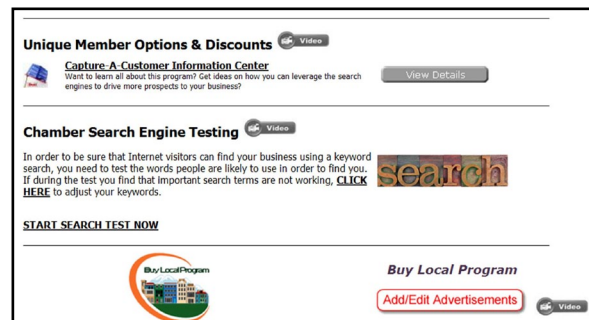 Unique Member Options & Discounts Video
Capture-A-Customer Information Center
Want to learn all about this program? Get ideas on how you can leverage the search
engines to drive more prospects to your business?
View Details
Chamber Search Engine Testing Video
In order to be sure that Internet visitors can find your business using a keyword
search, you need to test the words people are likely to use in order to find you.
If during the test you find that important search terms are not working, CLICK
HERE to adjust your keywords.
search
START SEARCH TEST NOW
Buy Local Program
Buy Local Program
Add/Edit Advertisements
Video